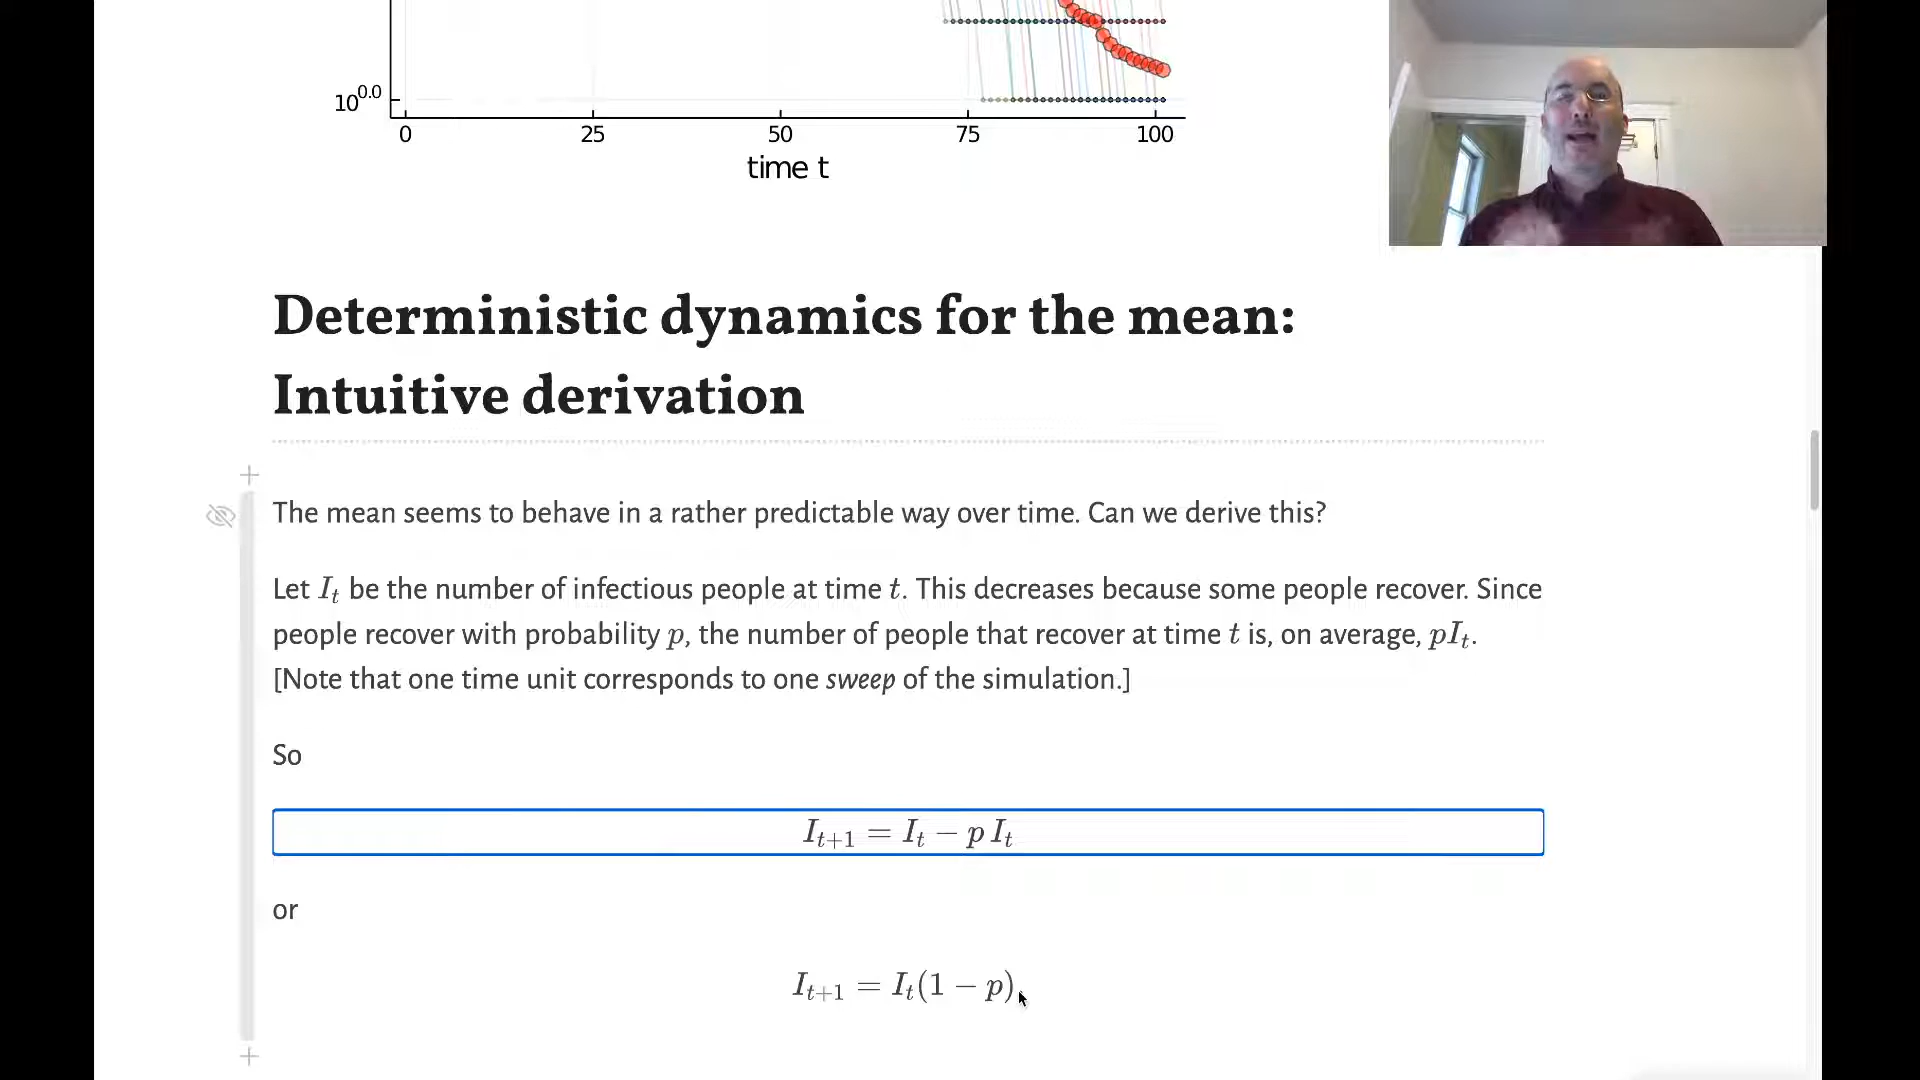 10^0.0
0 25 50 75 100
time t
Deterministic dynamics for the mean:
Intuitive derivation
The mean seems to behave in a rather predictable way over time. Can we derive this?
Let I_t be the number of infectious people at time t. This decreases because some people recover. Since
people recover with probability p, the number of people that recover at time t is, on average, pI_t.
[Note that one time unit corresponds to one sweep of the simulation.]
So
I_{t+1} = I_t − p I_t
or
I_{t+1} = I_t(1 − p).